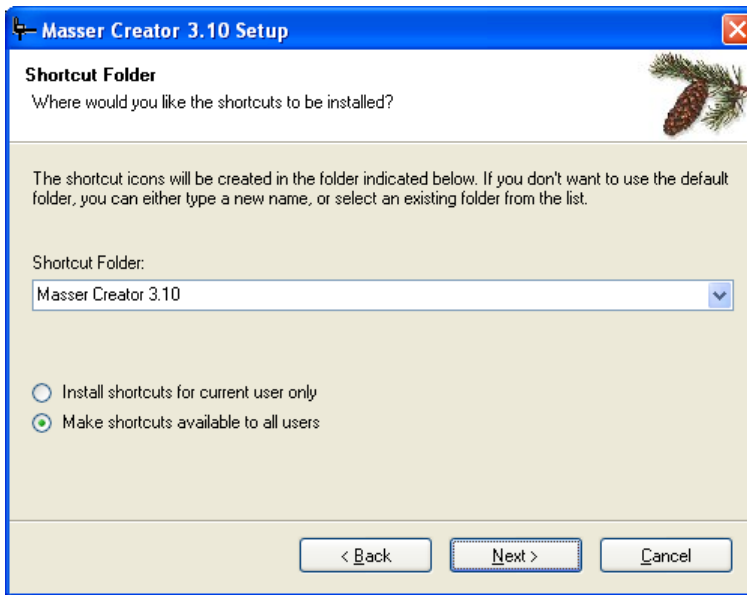 Masser Creator 3.10 Setup
Shortcut Folder
Where would you like the shortcuts to be installed?
The shortcut icons will be created in the folder indicated below. If you don't want to use the default
folder, you can either type a new name, or select an existing folder from the list.
Shortcut Folder:
Masser Creator 3.10
Install shortcuts for current user only
Make shortcuts available to all users
< Back
Next >
Cancel